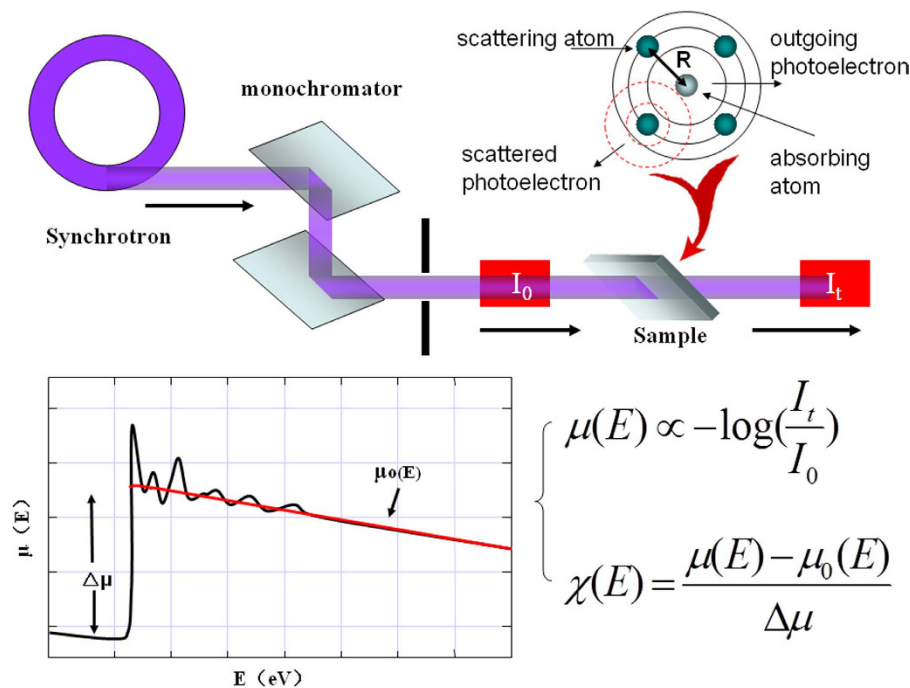 scattering atom
R
outgoing
photoelectron
monochromator
scattered
photoelectron
absorbing
atom
Synchrotron
I₀
Iₜ
Sample
μ (E)
Δμ
μ₀(E)
E (eV)
μ(E) ∝ −log(Iₜ/I₀)
χ(E) = (μ(E) − μ₀(E))/Δμ